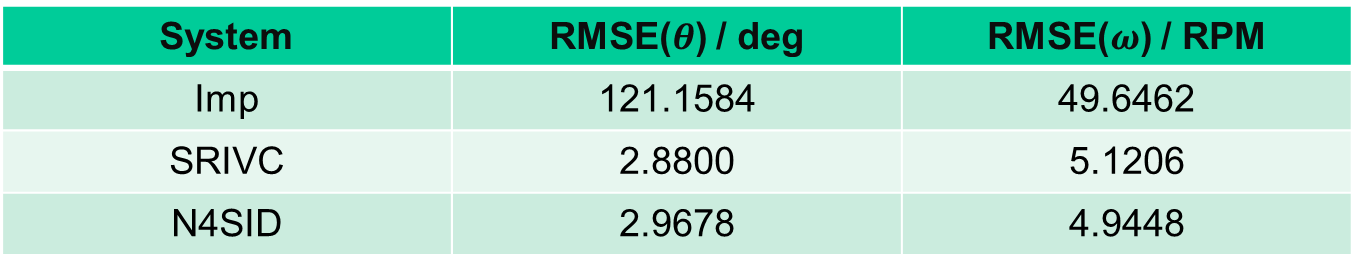 System RMSE(θ) / deg RMSE(ω) / RPM
Imp 121.1584 49.6462
SRIVC 2.8800 5.1206
N4SID 2.9678 4.9448